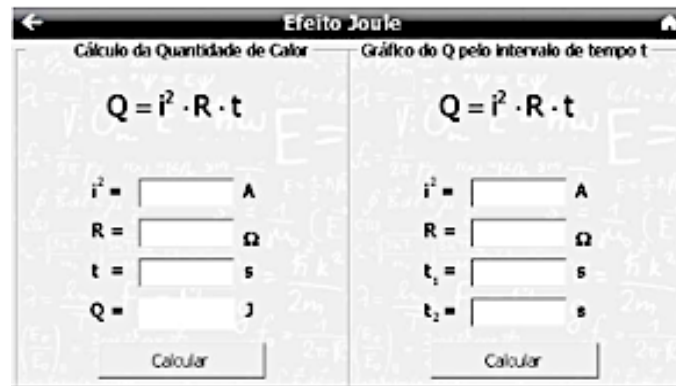 Efeito Joule
Cálculo da Quantidade de Calor
Q = i² · R · t
i² = A
R = Ω
t = s
Q = J
Calcular
Gráfico do Q pelo intervalo de tempo t
Q = i² · R · t
i² = A
R = Ω
t₁ = s
t₂ = s
Calcular